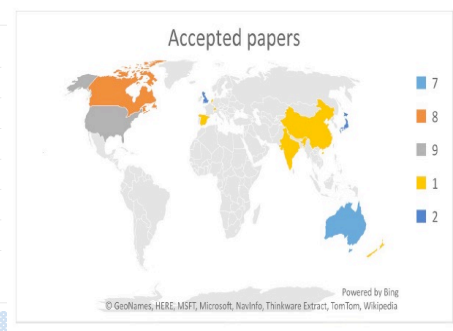 Accepted papers
7
8
9
1
2
Powered by Bing
© GeoNames, HERE, MSFT, Microsoft, NavInfo, Thinkware Extract, TomTom, Wikipedia